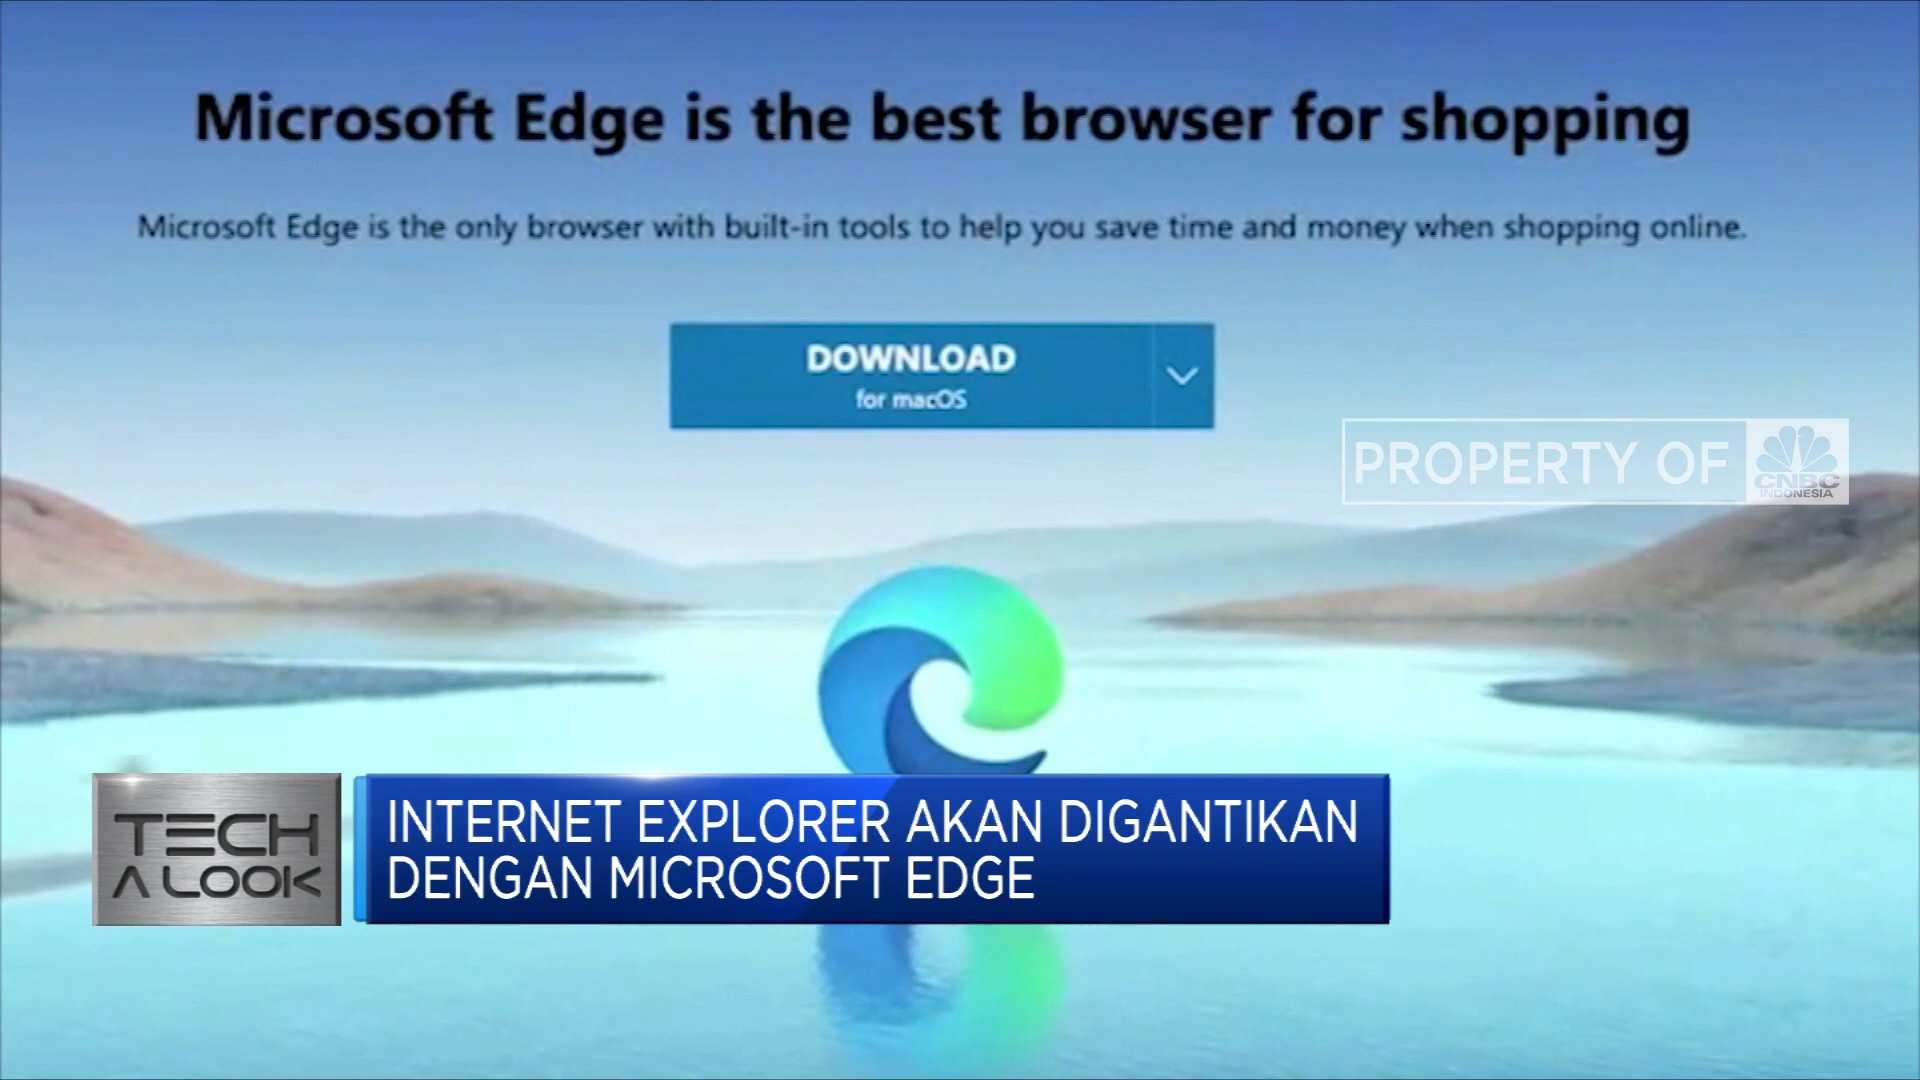 Microsoft Edge is the best browser for shopping
Microsoft Edge is the only browser with built-in tools to help you save time and money when shopping online.
DOWNLOAD
for macOS
PROPERTY OF
CNBC
INDONESIA
TECH
A LOOK
INTERNET EXPLORER AKAN DIGANTIKAN
DENGAN MICROSOFT EDGE